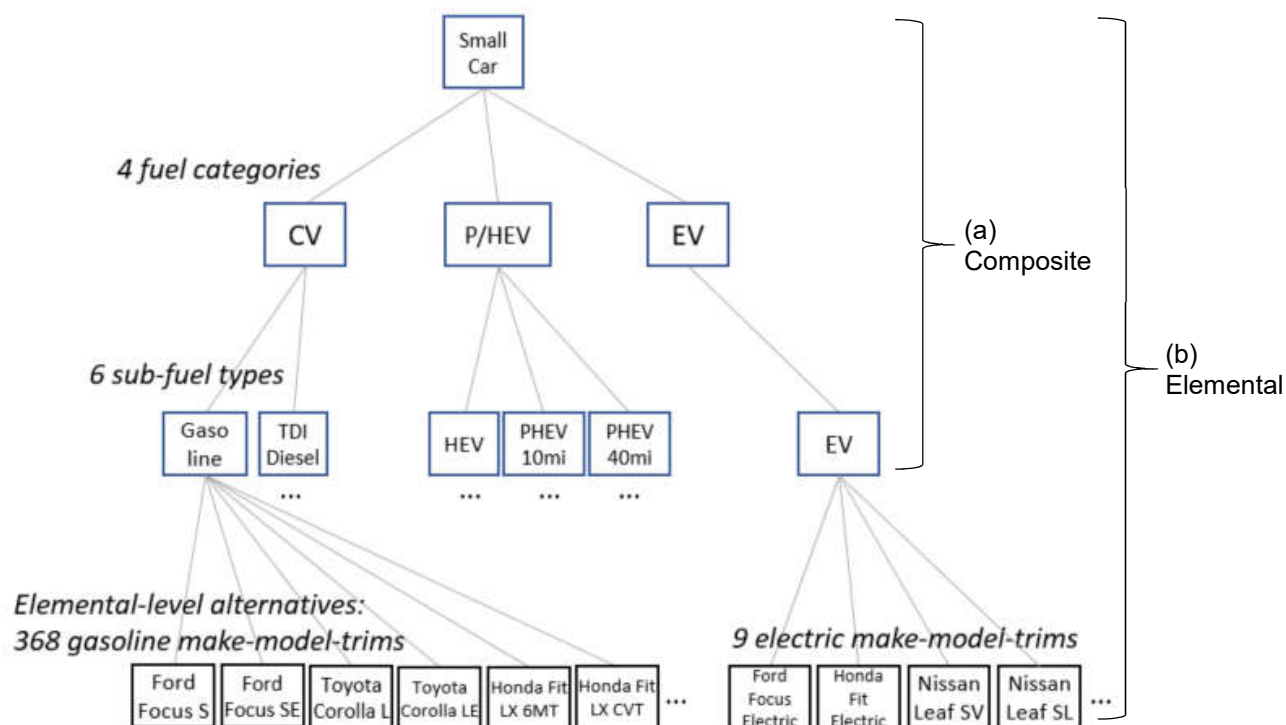 Small
Car
4 fuel categories
CV
P/HEV
EV
(a)
Composite
6 sub-fuel types
(b)
Elemental
Gaso
line
TDI
Diesel
HEV
PHEV
10mi
PHEV
40mi
EV
...
...
...
...
Elemental-level alternatives:
368 gasoline make-model-trims
9 electric make-model-trims
Ford
Focus S
Ford
Focus SE
Toyota
Corolla L
Toyota
Corolla LE
Honda Fit
LX 6MT
Honda Fit
LX CVT
...
Ford
Focus
Electric
Honda
Fit
Electric
Nissan
Leaf SV
Nissan
Leaf SL
...